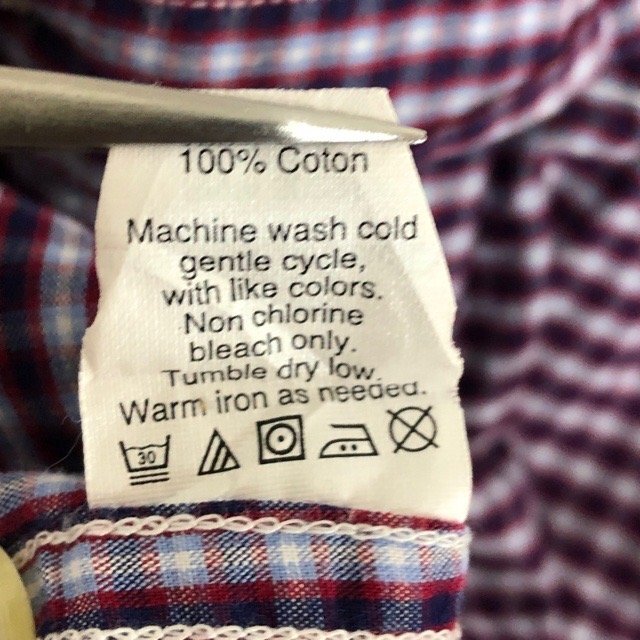 100% Coton
Machine wash cold
gentle cycle,
with like colors.
Non chlorine
bleach only.
Tumble dry low.
Warm iron as needed.
30